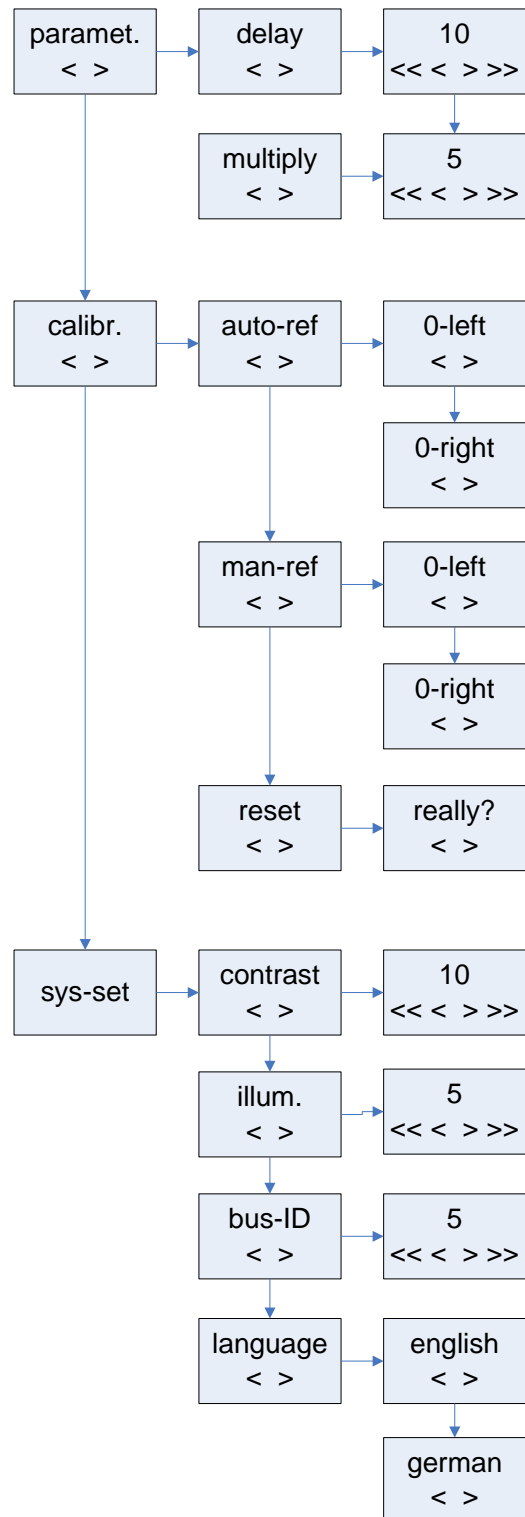 paramet.
< >
delay
< >
10
<< < > >>
multiply
< >
5
<< < > >>
calibr.
< >
auto-ref
< >
0-left
< >
0-right
< >
man-ref
< >
0-left
< >
0-right
< >
reset
< >
really?
< >
sys-set
contrast
< >
10
<< < > >>
illum.
< >
5
<< < > >>
bus-ID
< >
5
<< < > >>
language
< >
english
< >
german
< >